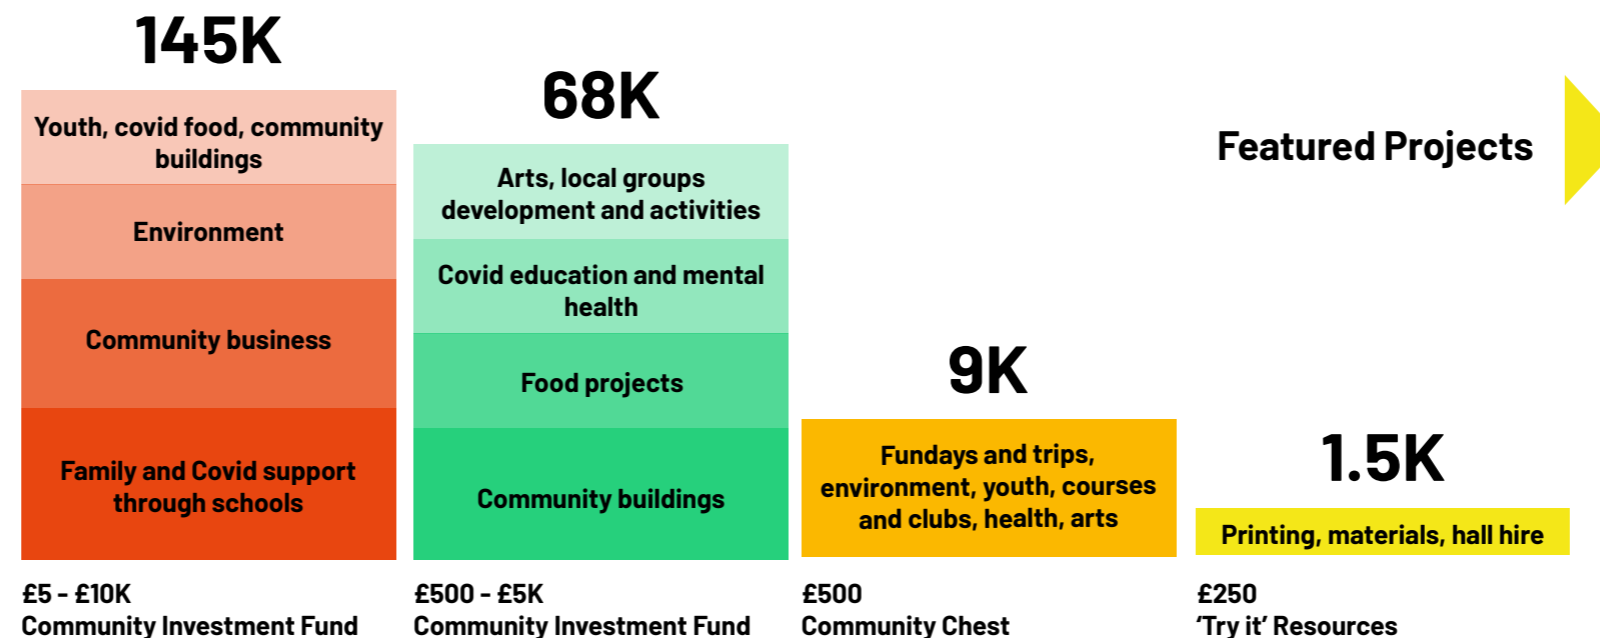 145K
Youth, covid food, community
buildings
Environment
Community business
Family and Covid support
through schools
£5 - £10K
Community Investment Fund
68K
Arts, local groups
development and activities
Covid education and mental
health
Food projects
Community buildings
£500 - £5K
Community Investment Fund
9K
Fundays and trips,
environment, youth, courses
and clubs, health, arts
£500
Community Chest
Featured Projects
1.5K
Printing, materials, hall hire
£250
‘Try it’ Resources